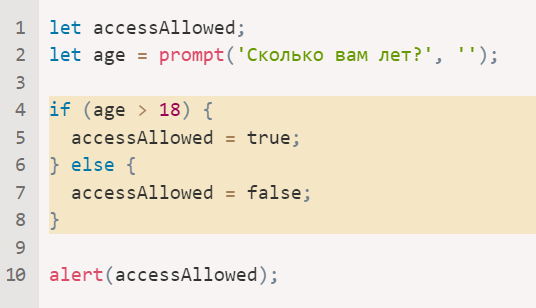 1 let accessAllowed;
2 let age = prompt('Сколько вам лет?', '');
3
4 if (age > 18) {
5   accessAllowed = true;
6 } else {
7   accessAllowed = false;
8 }
9
10 alert(accessAllowed);